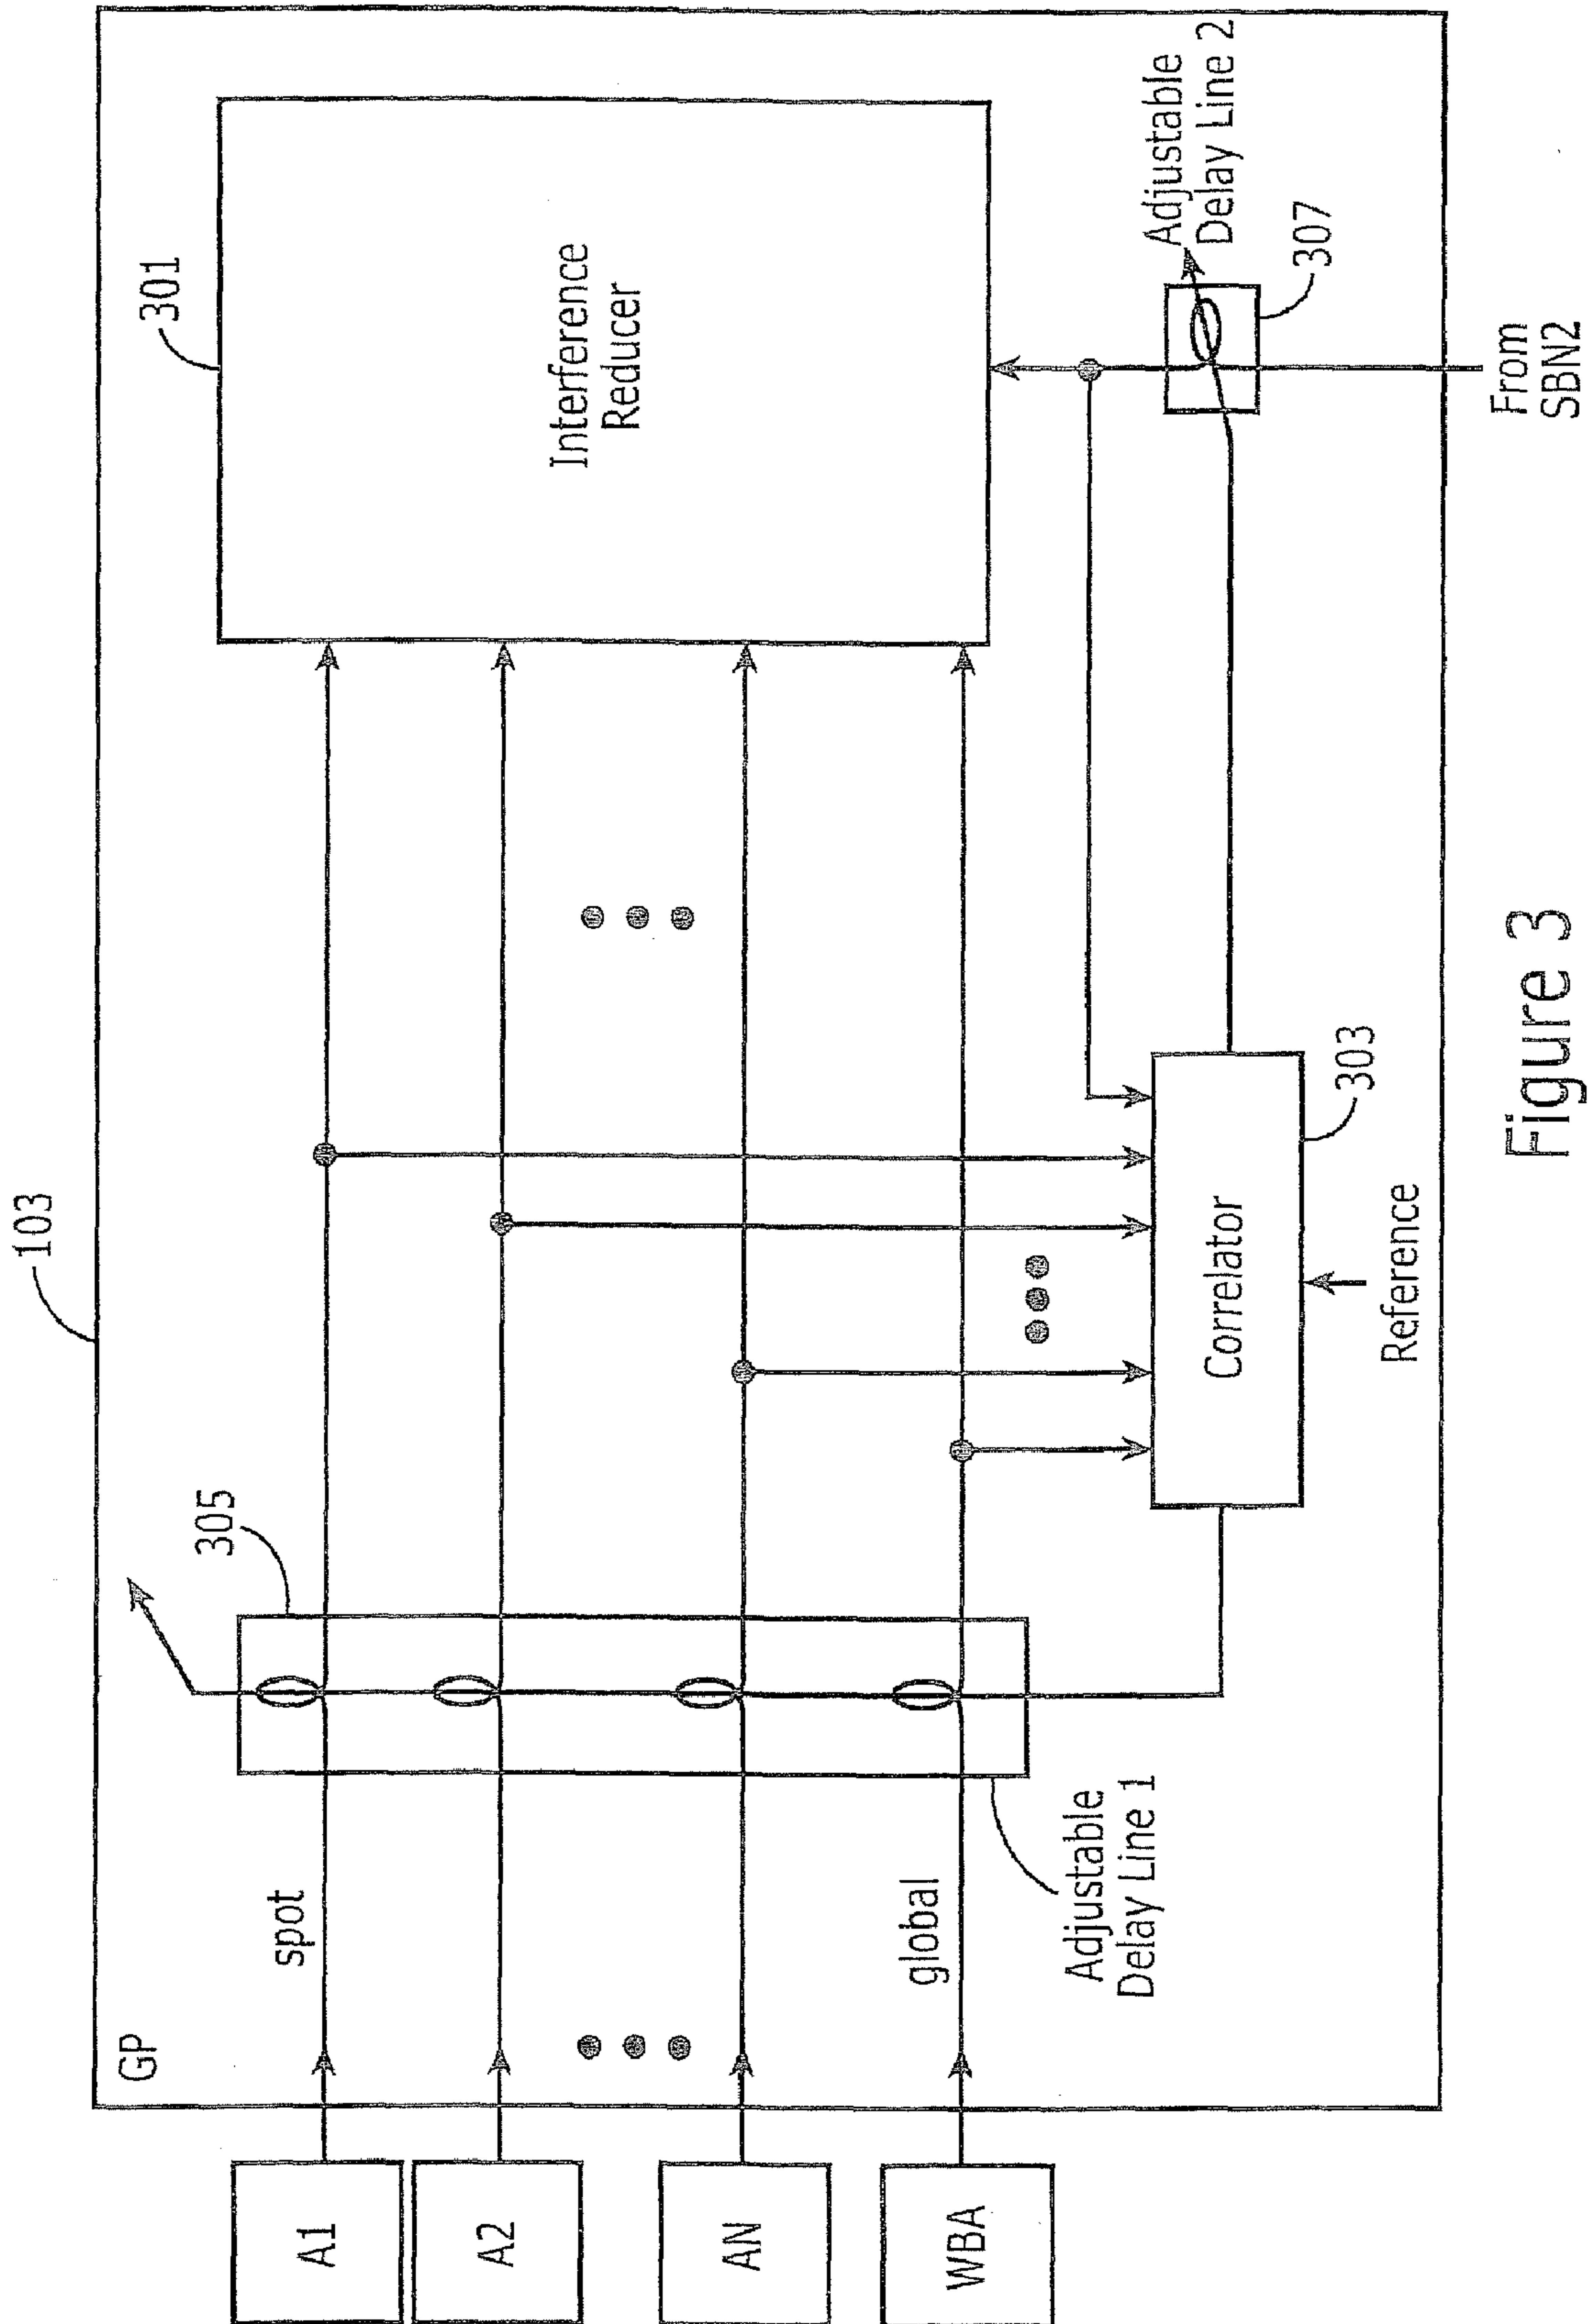 103
GP
301
Interference
Reducer
305
spot
global
A1
A2
AN
WBA
Adjustable
Delay Line 1
Correlator
303
Reference
Adjustable
Delay Line 2
307
From
SBN2
Figure 3